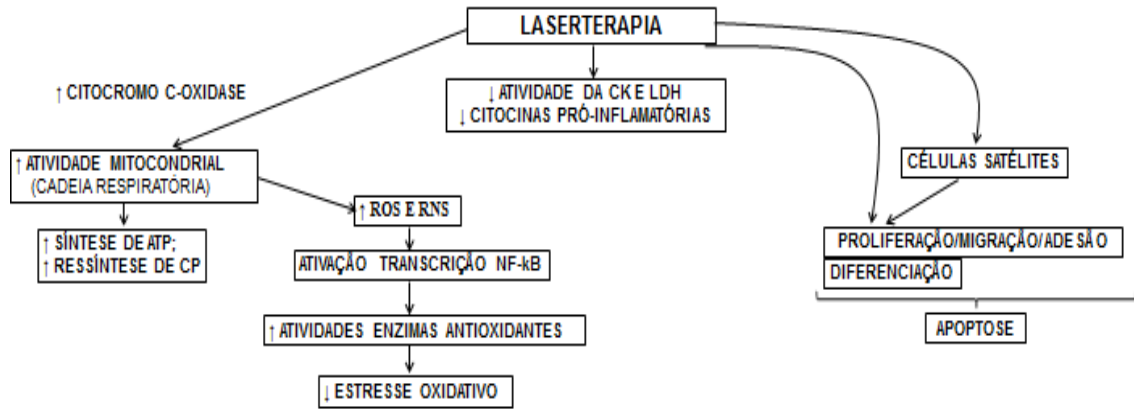 LASERTERAPIA
↑ CITOCROMO C-OXIDASE
↓ ATIVIDADE DA CK E LDH
↓ CITOCINAS PRÓ-INFLAMATÓRIAS
↑ ATIVIDADE MITOCONDRIAL
(CADEIA RESPIRATÓRIA)
CÉLULAS SATÉLITES
↑ ROS E RNS
↑ SÍNTESE DE ATP;
↑ RESSÍNTESE DE CP
PROLIFERAÇÃO/MIGRAÇÃO/ADESÃO
DIFERENCIAÇÃO
ATIVAÇÃO TRANSCRIÇÃO NF-kB
↑ ATIVIDADES ENZIMAS ANTIOXIDANTES
APOPTOSE
↓ ESTRESSE OXIDATIVO